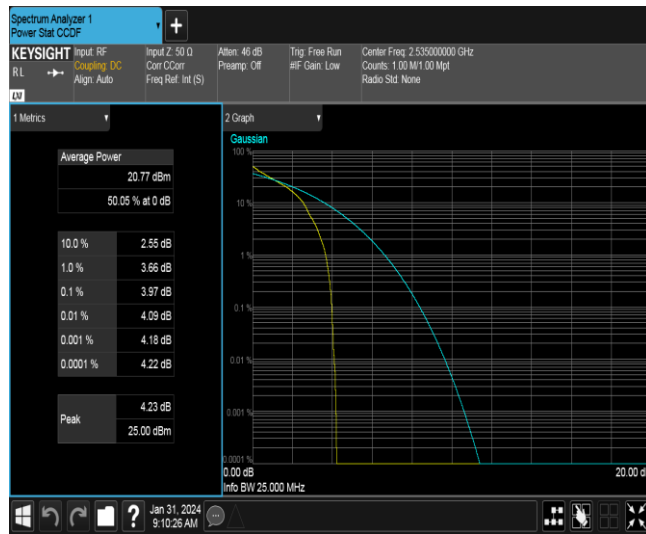 Spectrum Analyzer 1
Power Stat CCDF
+
KEYSIGHT
RL
LXI
Input: RF
Coupling: DC
Align: Auto
Input Z: 50 Ω
Corr CCorr
Freq Ref: Int (S)
Atten: 46 dB
Preamp: Off
Trig: Free Run
#IF Gain: Low
Center Freq: 2.535000000 GHz
Counts: 1.00 M/1.00 Mpt
Radio Std: None
1 Metrics
Average Power
20.77 dBm
50.05 % at 0 dB
10.0 % 2.55 dB
1.0 % 3.66 dB
0.1 % 3.97 dB
0.01 % 4.09 dB
0.001 % 4.18 dB
0.0001 % 4.22 dB
Peak
4.23 dB
25.00 dBm
2 Graph
Gaussian
100 %
10 %
1 %
0.1 %
0.01 %
0.001 %
0.0001 %
0.00 dB 20.00 d
Info BW 25.000 MHz
?
Jan 31, 2024
9:10:26 AM